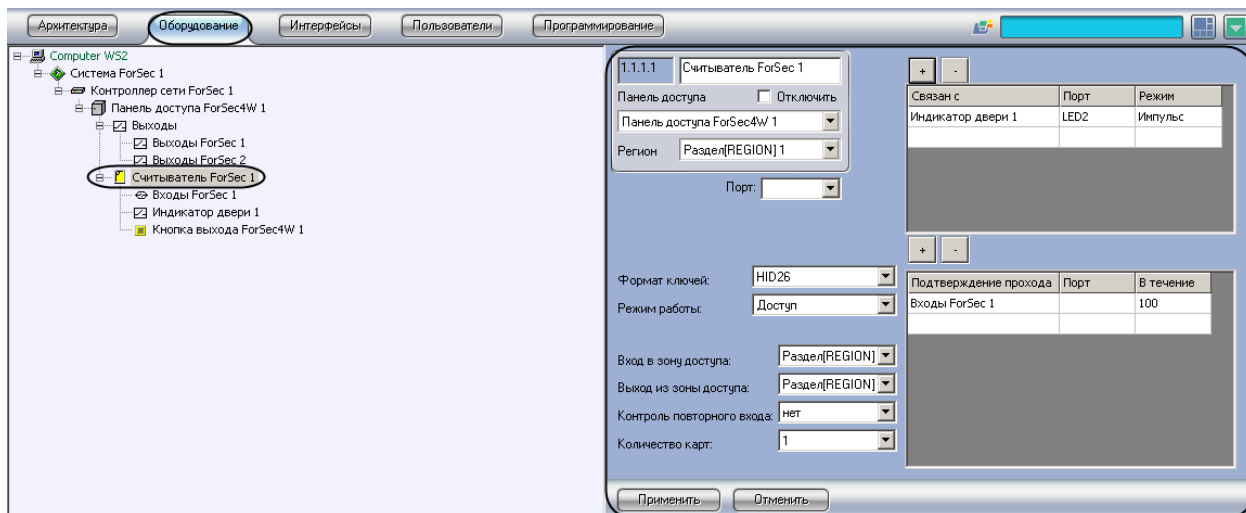 Архитектура Оборудование Интерфейсы Пользователи Программирование
Computer WS2
Система ForSec 1
Контроллер сети ForSec 1
Панель доступа ForSec4W 1
Выходы
Выходы ForSec 1
Выходы ForSec 2
Считыватель ForSec 1
Входы ForSec 1
Индикатор двери 1
Кнопка выхода ForSec4W 1
1.1.1.1 Считыватель ForSec 1
Панель доступа Отключить
Панель доступа ForSec4W 1
Регион Раздел[REGION] 1
Порт:
Формат ключей: HID26
Режим работы: Доступ
Вход в зону доступа: Раздел[REGION]
Выход из зоны доступа: Раздел[REGION]
Контроль повторного входа: нет
Количество карт: 1
+ -
Связан с Порт Режим
Индикатор двери 1 LED2 Импульс
+ -
Подтверждение прохода Порт В течение
Входы ForSec 1 100
Применить Отменить